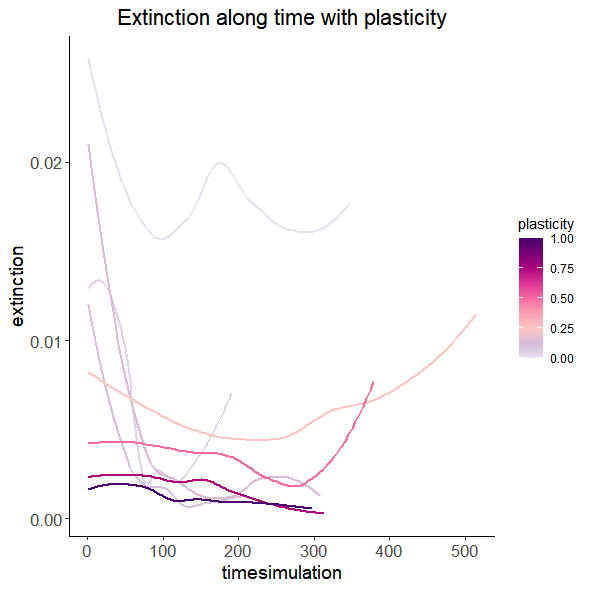 Extinction along time with plasticity
extinction
0.02
0.01
0.00
0 100 200 300 400 500
timesimulation
plasticity
1.00
0.75
0.50
0.25
0.00